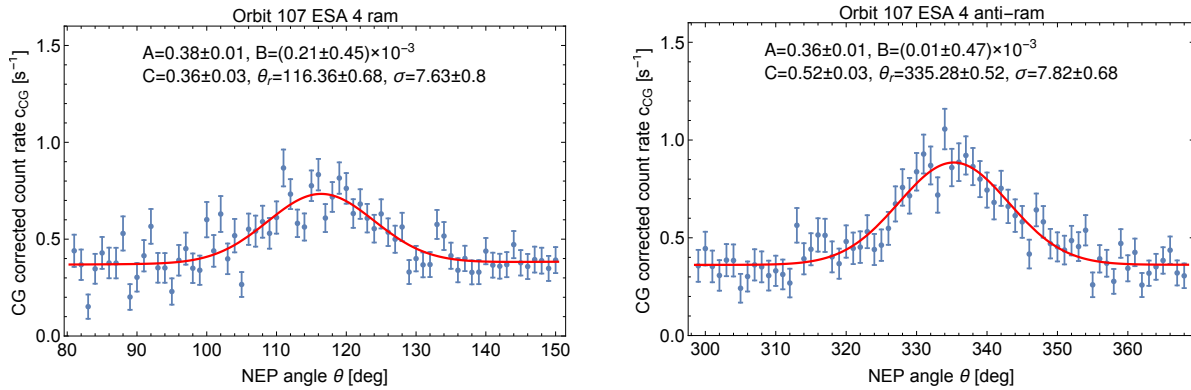 Orbit 107 ESA 4 ram
A=0.38±0.01, B=(0.21±0.45)×10⁻³
C=0.36±0.03, θr=116.36±0.68, σ=7.63±0.8
CG corrected count rate cCG [s⁻¹]
1.5
1.0
0.5
0.0
80 90 100 110 120 130 140 150
NEP angle θ [deg]
Orbit 107 ESA 4 anti-ram
A=0.36±0.01, B=(0.01±0.47)×10⁻³
C=0.52±0.03, θr=335.28±0.52, σ=7.82±0.68
CG corrected count rate cCG [s⁻¹]
1.5
1.0
0.5
0.0
300 310 320 330 340 350 360
NEP angle θ [deg]